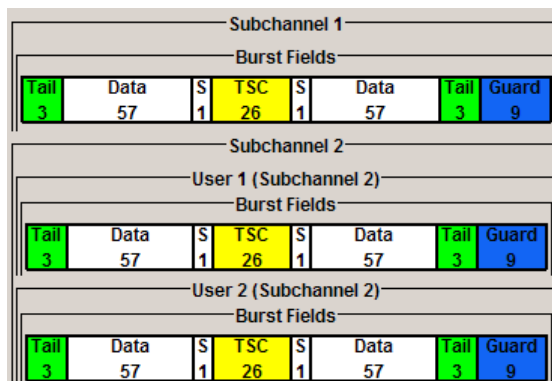 Subchannel 1
Burst Fields
Tail Data S TSC S Data Tail Guard
3 57 1 26 1 57 3 9
Subchannel 2
User 1 (Subchannel 2)
Burst Fields
Tail Data S TSC S Data Tail Guard
3 57 1 26 1 57 3 9
User 2 (Subchannel 2)
Burst Fields
Tail Data S TSC S Data Tail Guard
3 57 1 26 1 57 3 9